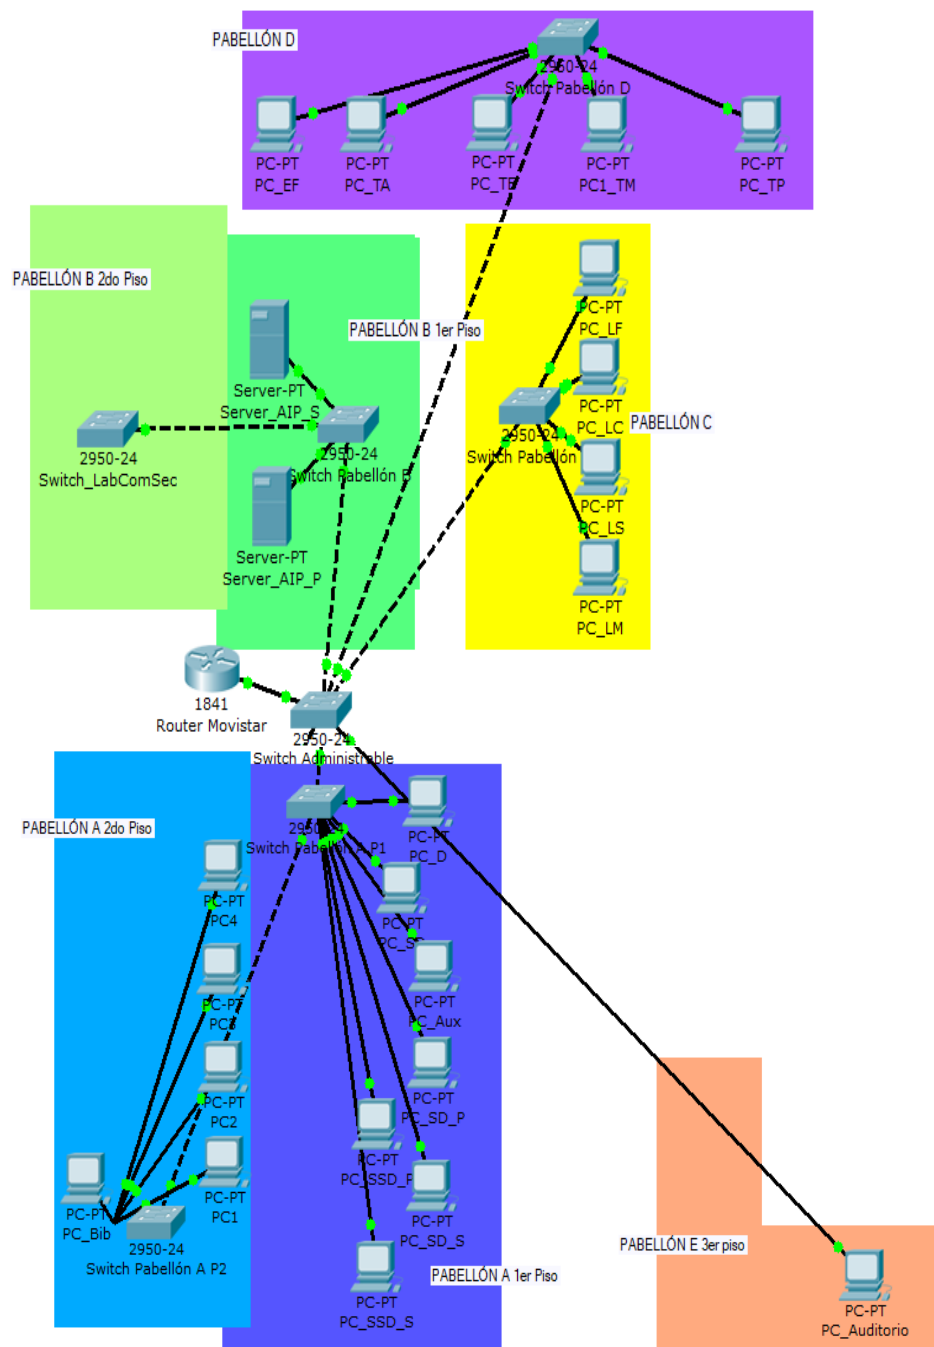 PABELLÓN D
2950-24
Switch Pabellón D
PC-PT
PC_EF
PC-PT
PC_TA
PC-PT
PC-PT
PC1_TM
PC-PT
PC_TP
PABELLÓN B 2do Piso
PABELLÓN B 1er Piso
Server-PT
Server_AIP_S
2950-24
Switch_LabComSec
2950-24
Switch Pabellón B
Server-PT
Server_AIP_P
PC-PT
PC_LF
PC-PT
PC_LC
PABELLÓN C
2950-24
Switch Pabellón
PC-PT
PC_LS
PC-PT
PC_LM
1841
Router Movistar
2950-24
Switch Administrable
PABELLÓN A 2do Piso
2950-24
Switch Pabellón A P1
PC-PT
PC_D
PC-PT
PC4
PC-PT
PC-PT
PC3
PC-PT
PC_Aux
PC-PT
PC2
PC-PT
PC_SD_P
PC-PT
PC_SSD_P
PC-PT
PC1
PC-PT
PC_Bib
2950-24
Switch Pabellón A P2
PC-PT
PC_SD_S
PC-PT
PC_SSD_S
PABELLÓN A 1er Piso
PABELLÓN E 3er piso
PC-PT
PC_Auditorio